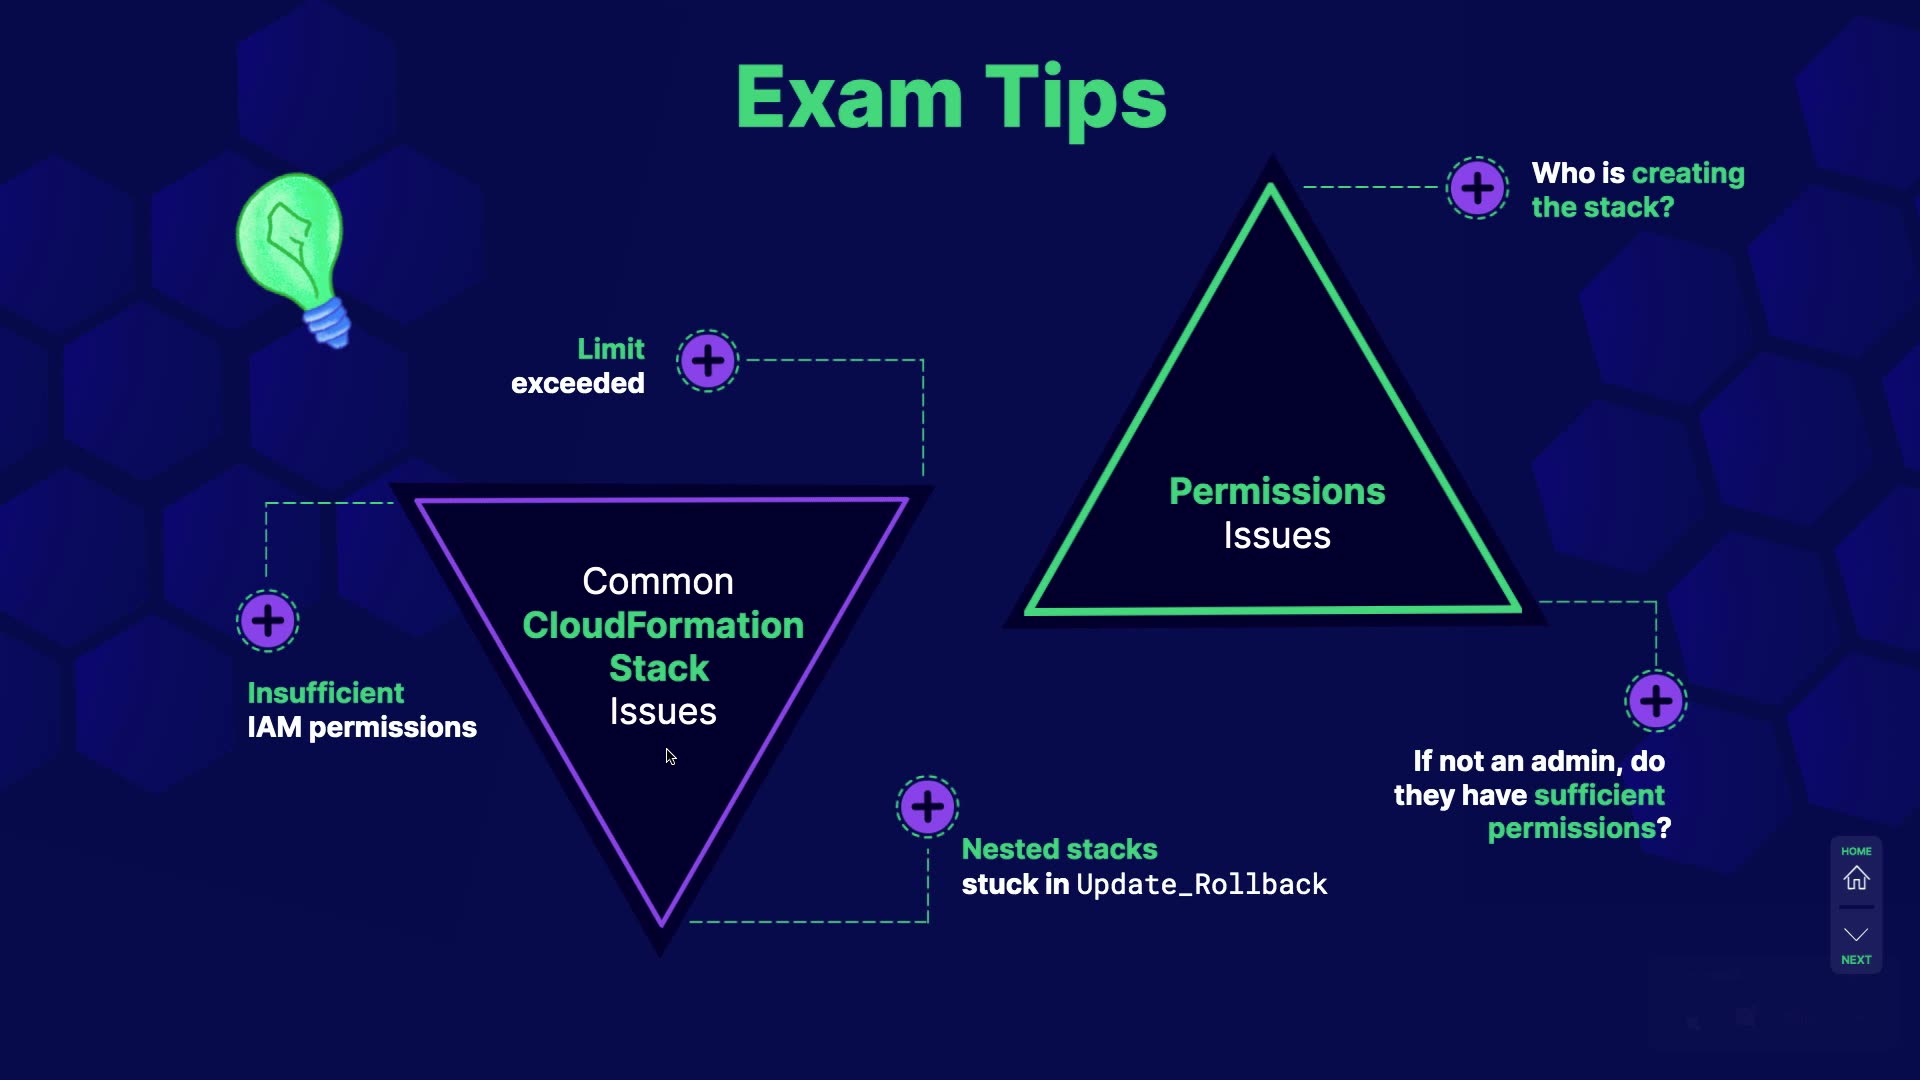 Exam Tips
Who is creating
the stack?
Limit
exceeded
Permissions
Issues
Common
CloudFormation
Stack
Issues
Insufficient
IAM permissions
If not an admin, do
they have sufficient
permissions?
Nested stacks
stuck in Update_Rollback
HOME
NEXT